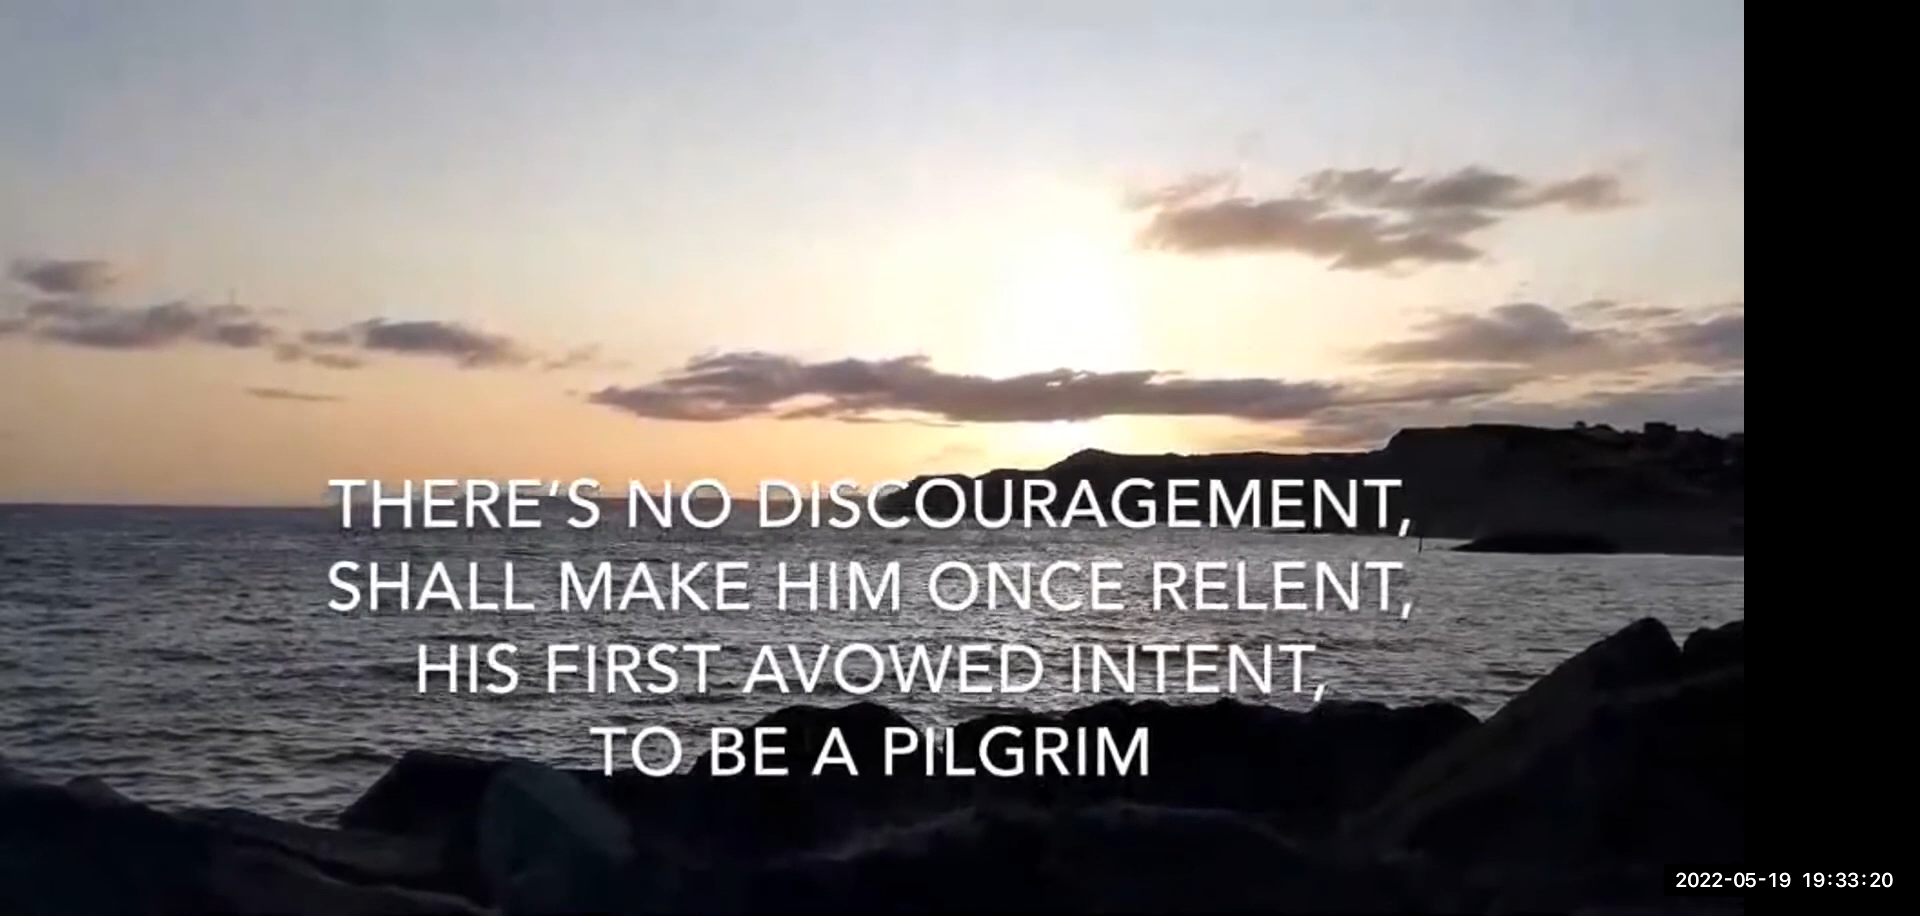 THERE’S NO DISCOURAGEMENT,
SHALL MAKE HIM ONCE RELENT,
HIS FIRST AVOWED INTENT,
TO BE A PILGRIM
2022-05-19 19:33:20